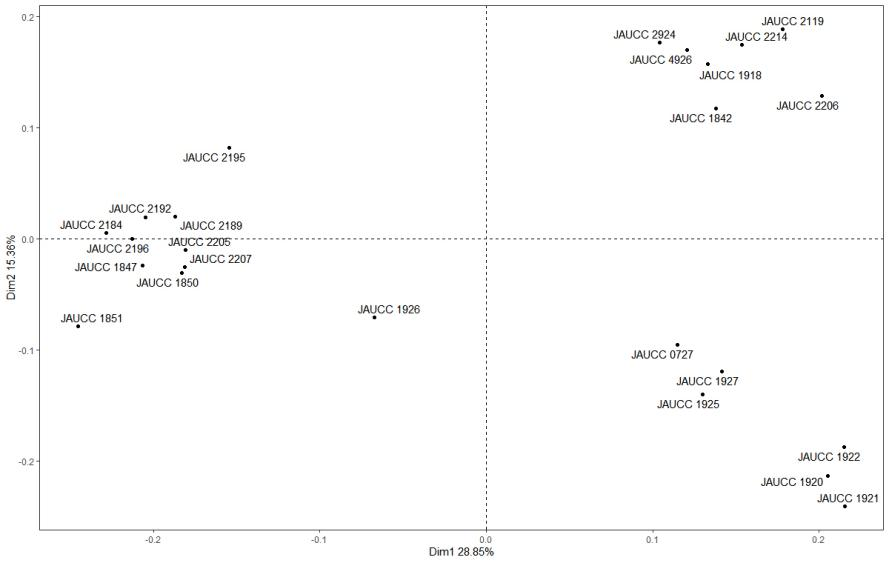 0.2
JAUCC 2119
JAUCC 2924
JAUCC 2214
JAUCC 4926
JAUCC 1918
JAUCC 2206
JAUCC 1842
0.1
JAUCC 2195
JAUCC 2192
JAUCC 2184
JAUCC 2189
0.0
JAUCC 2205
JAUCC 2196
JAUCC 2207
JAUCC 1847
JAUCC 1850
Dim2 15.36%
JAUCC 1926
JAUCC 1851
-0.1
JAUCC 0727
JAUCC 1927
JAUCC 1925
JAUCC 1922
-0.2
JAUCC 1920
JAUCC 1921
-0.2 -0.1 0.0 0.1 0.2
Dim1 28.85%